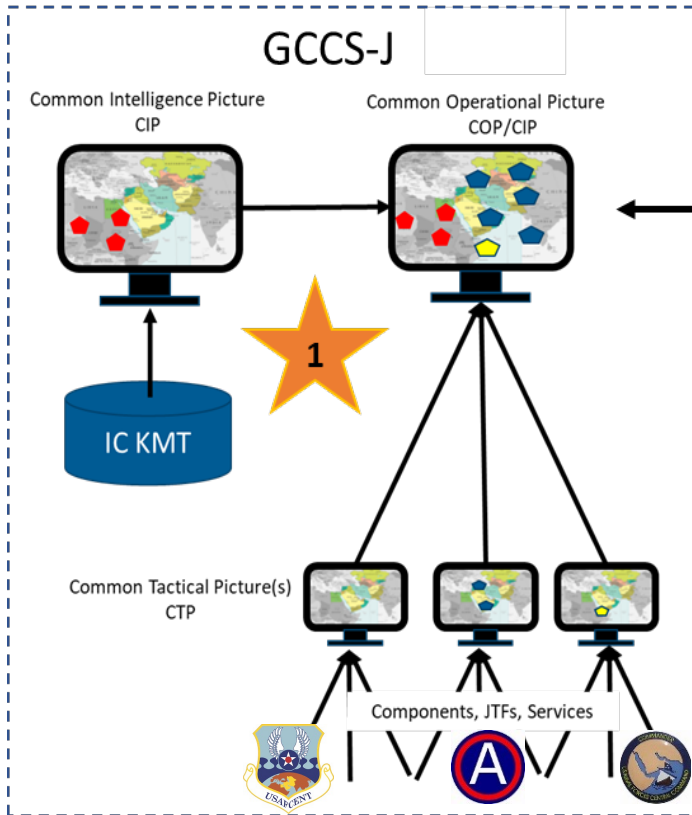 GCCS-J
Common Intelligence Picture
CIP
Common Operational Picture
COP/CIP
1
IC KMT
Common Tactical Picture(s)
CTP
Components, JTFs, Services
USAFCENT
A